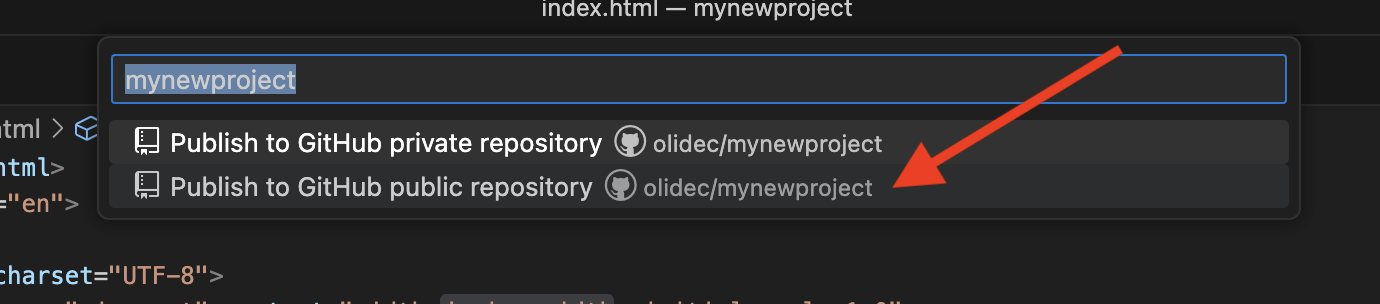 index.html — mynewproject
mynewproject
Publish to GitHub private repository olidec/mynewproject
Publish to GitHub public repository olidec/mynewproject
tml >
html>
="en">
charset="UTF-8">